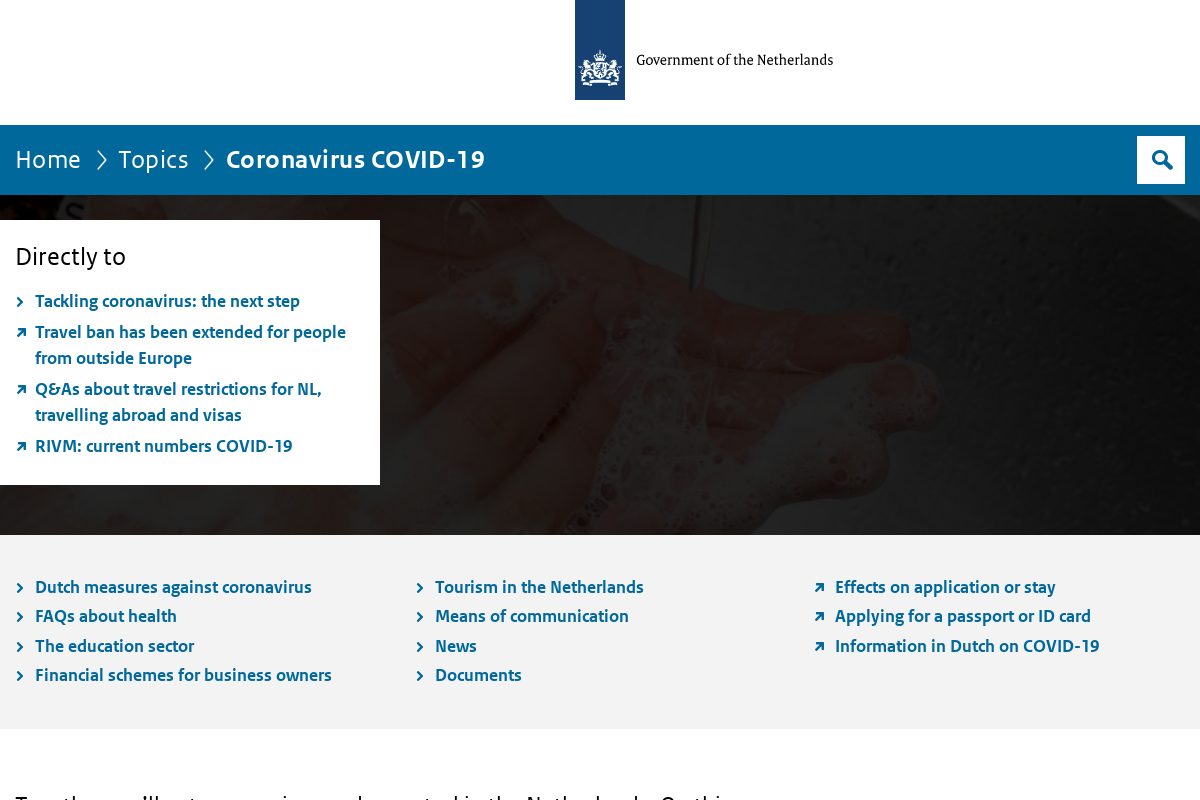 Government of the Netherlands
Home
Topics
Coronavirus COVID-19
Directly to
Tackling coronavirus: the next step
Travel ban has been extended for people
from outside Europe
Q&As about travel restrictions for NL,
travelling abroad and visas
RIVM: current numbers COVID-19
Dutch measures against coronavirus
FAQs about health
The education sector
Financial schemes for business owners
Tourism in the Netherlands
Means of communication
News
Documents
Effects on application or stay
Applying for a passport or ID card
Information in Dutch on COVID-19